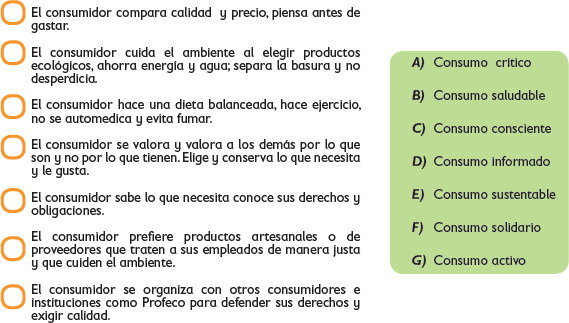 El consumidor compara calidad y precio, piensa antes de
gastar.
El consumidor cuida el ambiente al elegir productos
ecológicos, ahorra energía y agua; separa la basura y no
desperdicia.
El consumidor hace una dieta balanceada, hace ejercicio,
no se automedica y evita fumar.
El consumidor se valora y valora a los demás por lo que
son y no por lo que tienen. Elige y conserva lo que necesita
y le gusta.
El consumidor sabe lo que necesita conoce sus derechos y
obligaciones.
El consumidor prefiere productos artesanales o de
proveedores que traten a sus empleados de manera justa
y que cuiden el ambiente.
El consumidor se organiza con otros consumidores e
instituciones como Profeco para defender sus derechos y
exigir calidad.
A) Consumo crítico
B) Consumo saludable
C) Consumo consciente
D) Consumo informado
E) Consumo sustentable
F) Consumo solidario
G) Consumo activo